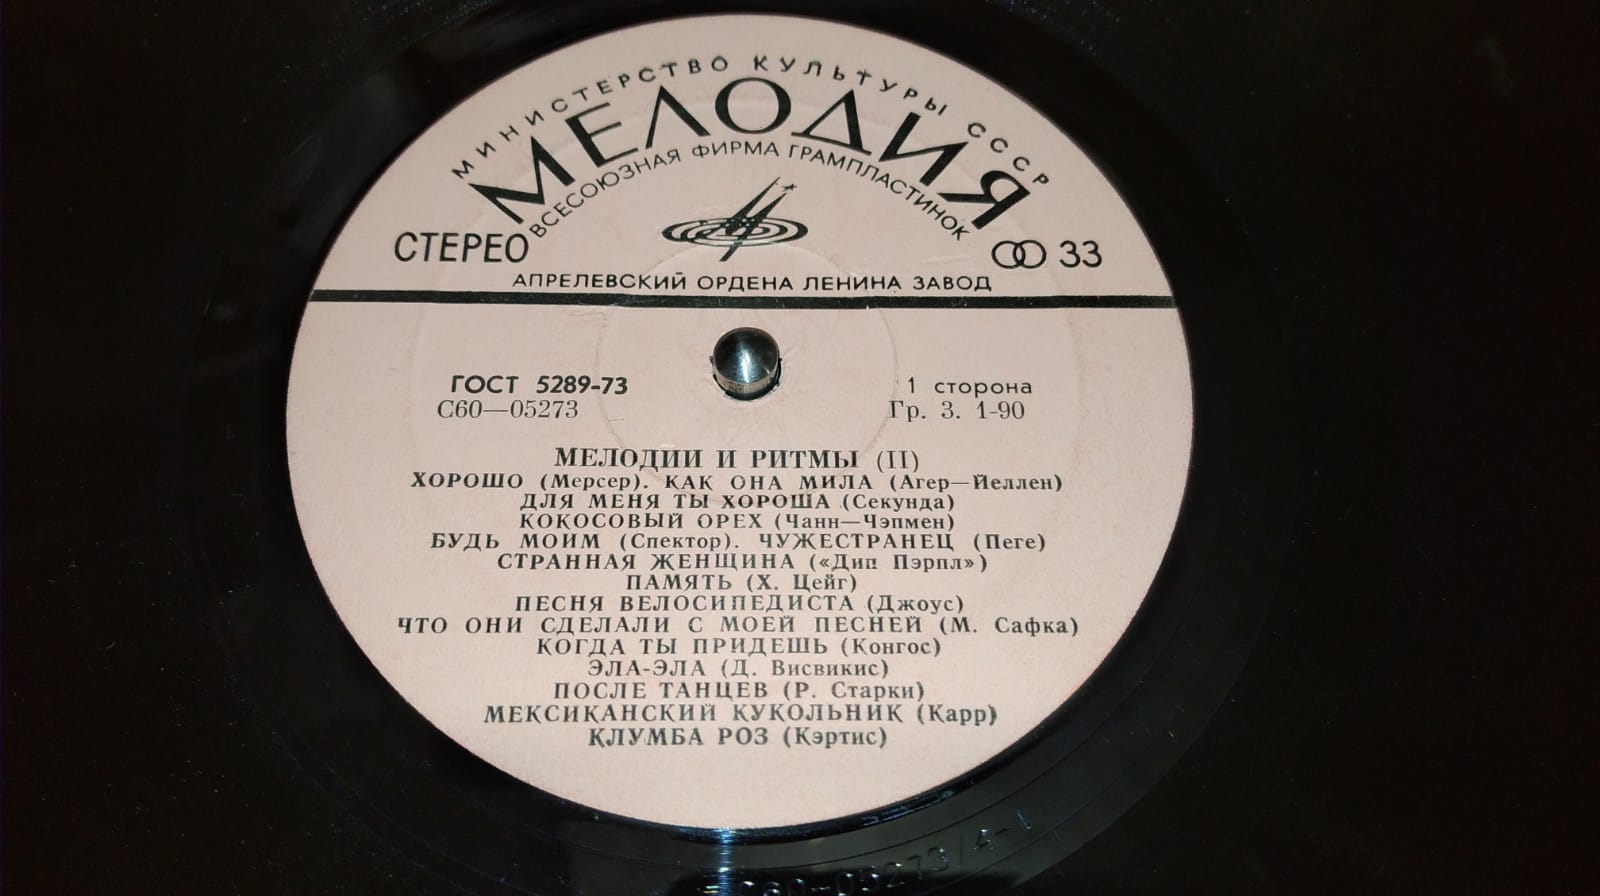 МИНИСТЕРСТВО КУЛЬТУРЫ СССР
МЕЛОДИЯ
ВСЕСОЮЗНАЯ ФИРМА ГРАМПЛАСТИНОК
СТЕРЕО
33
АПРЕЛЕВСКИЙ ОРДЕНА ЛЕНИНА ЗАВОД
ГОСТ 5289-73
1 сторона
С60—05273
Гр. 3. 1-90
МЕЛОДИИ И РИТМЫ (II)
ХОРОШО (Мерсер). КАК ОНА МИЛА (Агер—Йеллен)
ДЛЯ МЕНЯ ТЫ ХОРОША (Секунда)
КОКОСОВЫЙ ОРЕХ (Чанн—Чэпмен)
БУДЬ МОИМ (Спектор). ЧУЖЕСТРАНЕЦ (Пеге)
СТРАННАЯ ЖЕНЩИНА («Дип Пэрпл»)
ПАМЯТЬ (Х. Цейг)
ПЕСНЯ ВЕЛОСИПЕДИСТА (Джоус)
ЧТО ОНИ СДЕЛАЛИ С МОЕЙ ПЕСНЕЙ (М. Сафка)
КОГДА ТЫ ПРИДЕШЬ (Конгос)
ЭЛА-ЭЛА (Д. Висвикис)
ПОСЛЕ ТАНЦЕВ (Р. Старки)
МЕКСИКАНСКИЙ КУКОЛЬНИК (Карр)
КЛУМБА РОЗ (Кэртис)
С60-05273/4-1